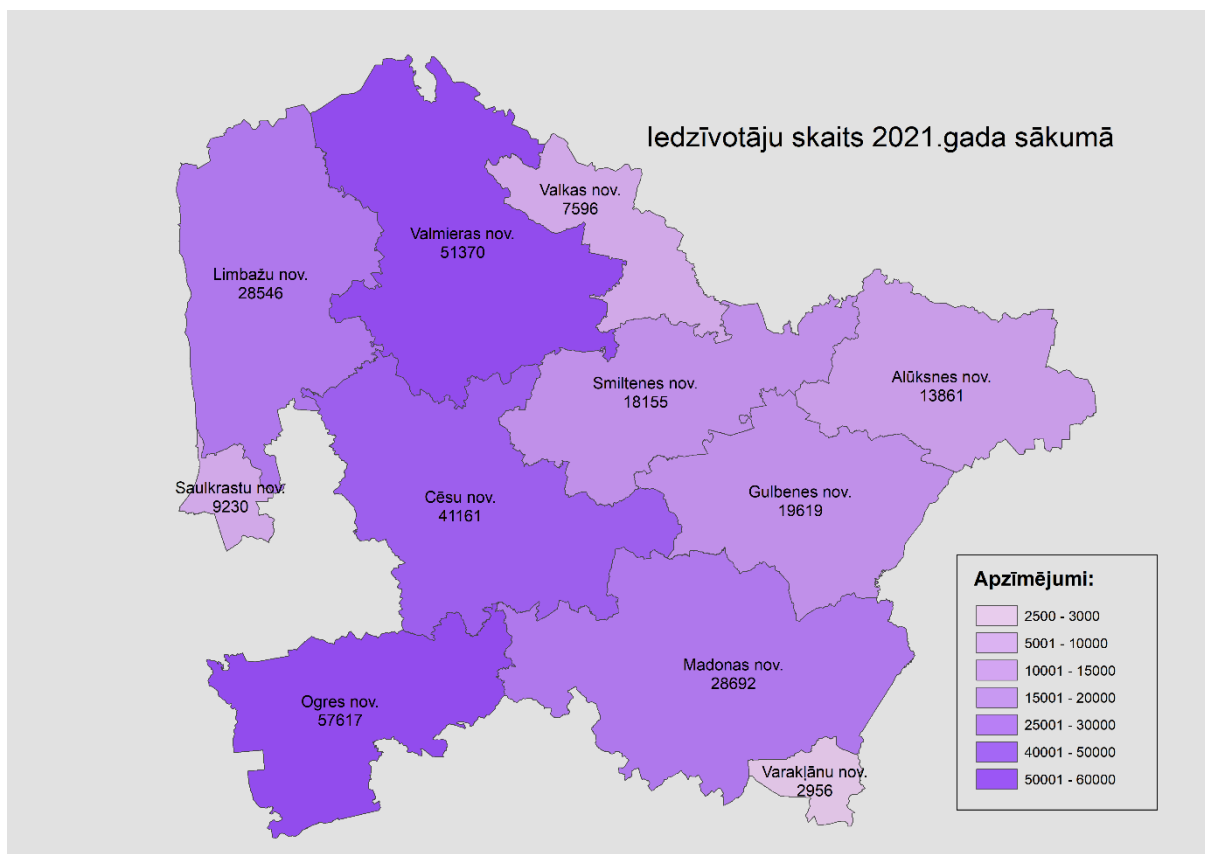 Iedzīvotāju skaits 2021.gada sākumā
Valkas nov.
7596
Valmieras nov.
51370
Limbažu nov.
28546
Smiltenes nov.
18155
Alūksnes nov.
13861
Saulkrastu nov.
9230
Cēsu nov.
41161
Gulbenes nov.
19619
Madonas nov.
28692
Ogres nov.
57617
Varakļānu nov.
2956
Apzīmējumi:
2500 - 3000
5001 - 10000
10001 - 15000
15001 - 20000
25001 - 30000
40001 - 50000
50001 - 60000